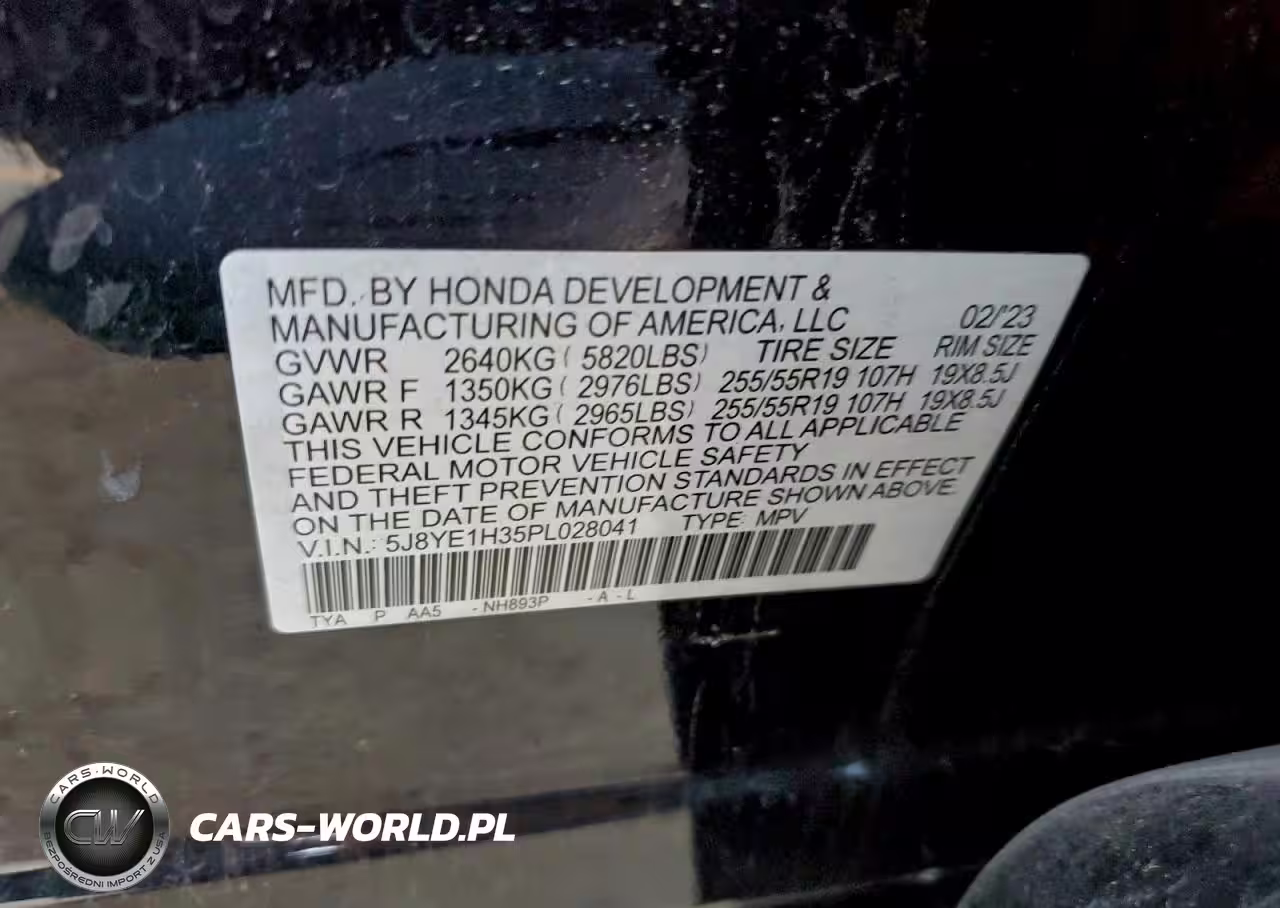 MFD. BY HONDA DEVELOPMENT &
MANUFACTURING OF AMERICA, LLC 02/'23
GVWR 2640KG ( 5820LBS) TIRE SIZE RIM SIZE
GAWR F 1350KG ( 2976LBS) 255/55R19 107H 19X8.5J
GAWR R 1345KG ( 2965LBS) 255/55R19 107H 19X8.5J
THIS VEHICLE CONFORMS TO ALL APPLICABLE
FEDERAL MOTOR VEHICLE SAFETY
AND THEFT PREVENTION STANDARDS IN EFFECT
ON THE DATE OF MANUFACTURE SHOWN ABOVE.
V.I.N.: 5J8YE1H35PL028041 TYPE: MPV
TYA P AA5 - NH893P - A - L
CARS-WORLD
CW
BEZPOŚREDNI IMPORT Z USA
CARS-WORLD.PL